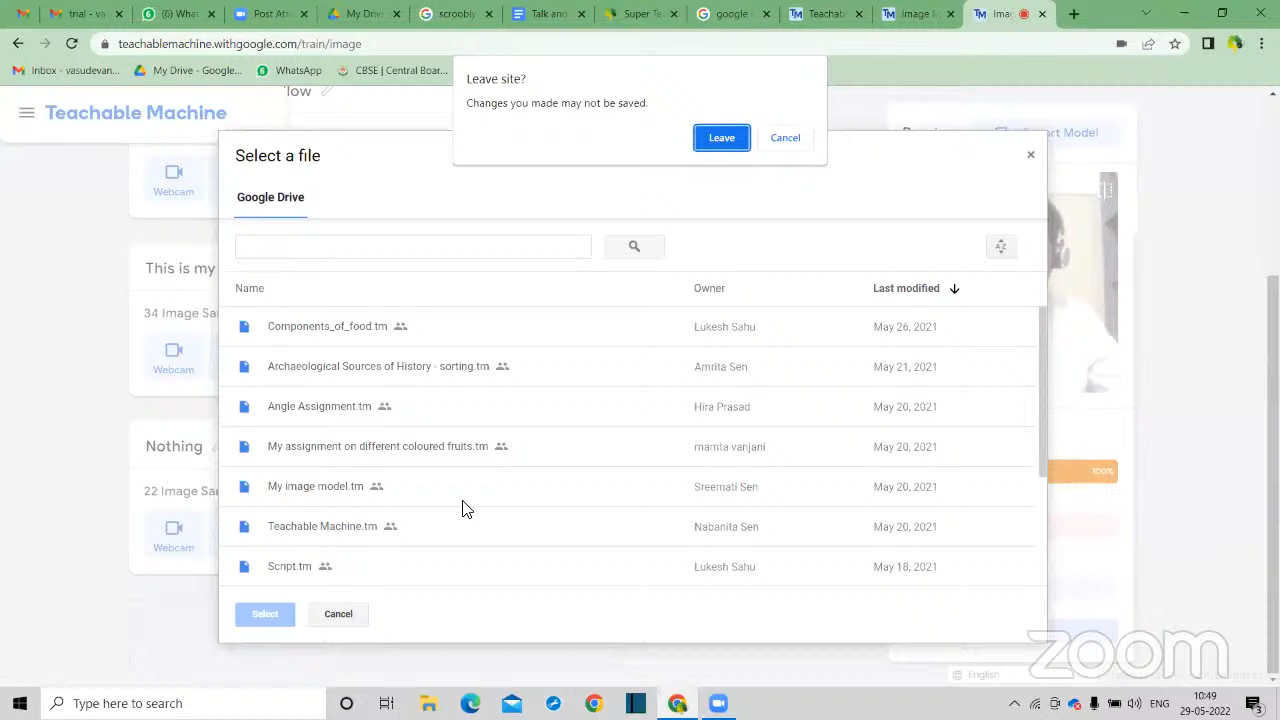 trial - va
(6) What
Select Att
My Drive
scroobly
Talk and
Super Te
google
Teachab
Image M
Ima
teachablemachine.withgoogle.com/train/image
Inbox - vasudevan...
My Drive - Google...
WhatsApp
CBSE | Central Boar...
Leave site?
Changes you made may not be saved.
Leave
Cancel
Teachable Machine
Model
Select a file
Google Drive
Webcam
This is my
34 Image Sa
Webcam
Nothing
22 Image Sa
Webcam
Name
Owner
Last modified
Components_of_food.tm
Lukesh Sahu
May 26, 2021
Archaeological Sources of History - sorting.tm
Amrita Sen
May 21, 2021
Angle Assignment.tm
Hira Prasad
May 20, 2021
My assignment on different coloured fruits.tm
mamta vanjani
May 20, 2021
My image model.tm
Sreemati Sen
May 20, 2021
Teachable Machine.tm
Nabanita Sen
May 20, 2021
Script.tm
Lukesh Sahu
May 18, 2021
100%
Select
Cancel
zoom
English
Type here to search
ENG
10:49
29-05-2022
3